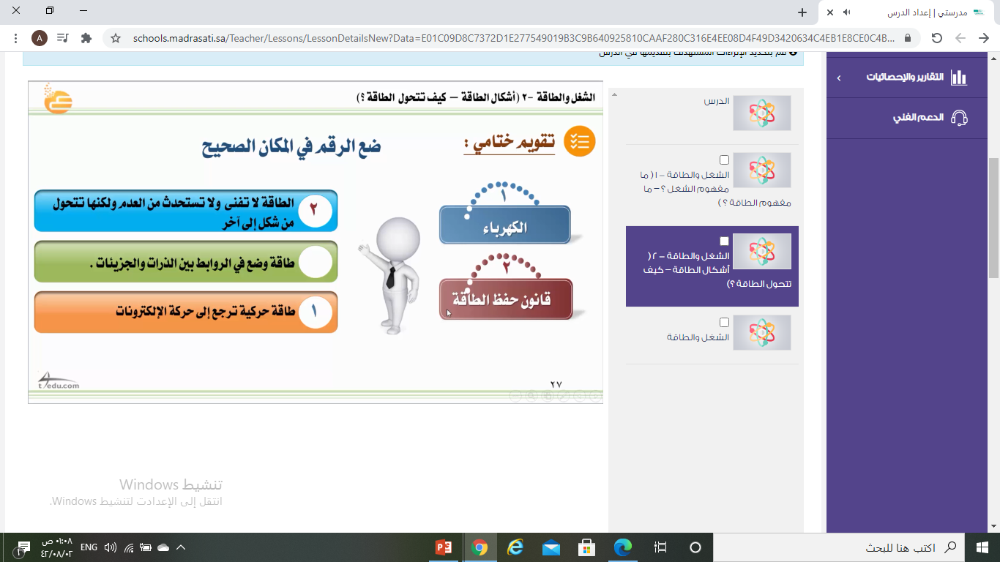 مدرستي | إعداد الدرس
schools.madrasati.sa/Teacher/Lessons/LessonDetailsNew?Data=E01C09D8C7372D1E277549019B3C9B640925810CAAF280C316E4EE08D4F49D3420634C4EB1E8CE0C4B...
A
قم بتحديد الإثراءات المستهدف بتقديمها في الدرس
التقارير والإحصائيات
الدعم الفني
الدرس
الشغل والطاقة – ١( ما
مفهوم الشغل ؟ – ما
مفهوم الطاقة ؟ )
الشغل والطاقة – ٢(
أشكال الطاقة – كيف
تتحول الطاقة ؟)
الشغل والطاقة
الشغل والطاقة -٢ (أشكال الطاقة – كيف تتحول الطاقة ؟)
تقويم ختامي :
ضع الرقم في المكان الصحيح
١
الكهرباء
٢
قانون حفظ الطاقة
٢
الطاقة لا تفنى ولا تستحدث من العدم ولكنها تتحول
من شكل إلى آخر
طاقة وضع في الروابط بين الذرات والجزيئات .
١
طاقة حركية ترجع إلى حركة الإلكترونات
t4edu.com
٢٧
تنشيط Windows
انتقل إلى الإعدادت لتنشيط Windows.
اكتب هنا للبحث
ENG
٠١:٠٨ ص
٤٢/٠٨/٠٢
١